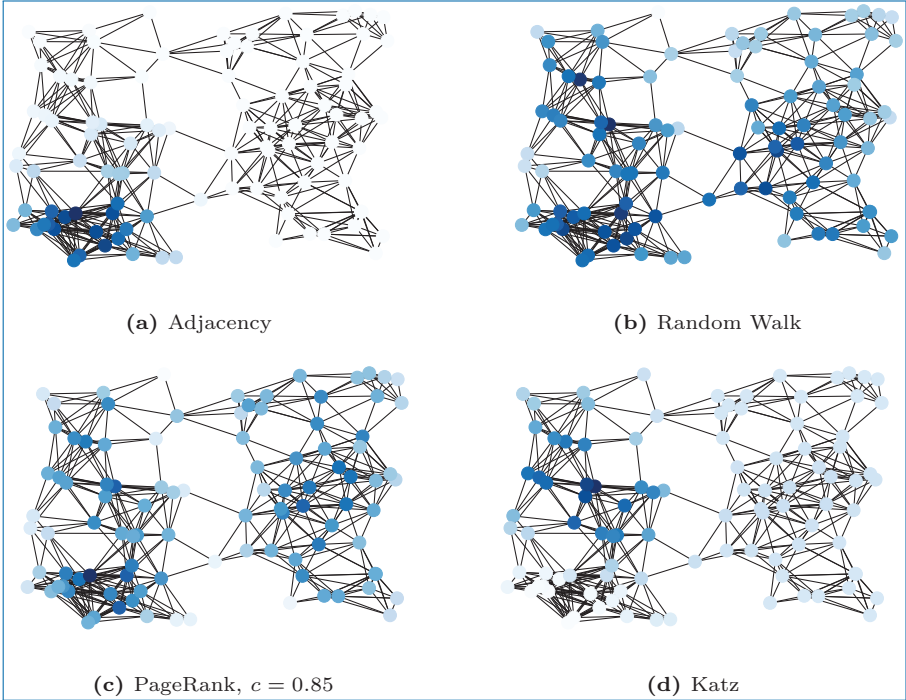 (a) Adjacency
(b) Random Walk
(c) PageRank, c = 0.85
(d) Katz